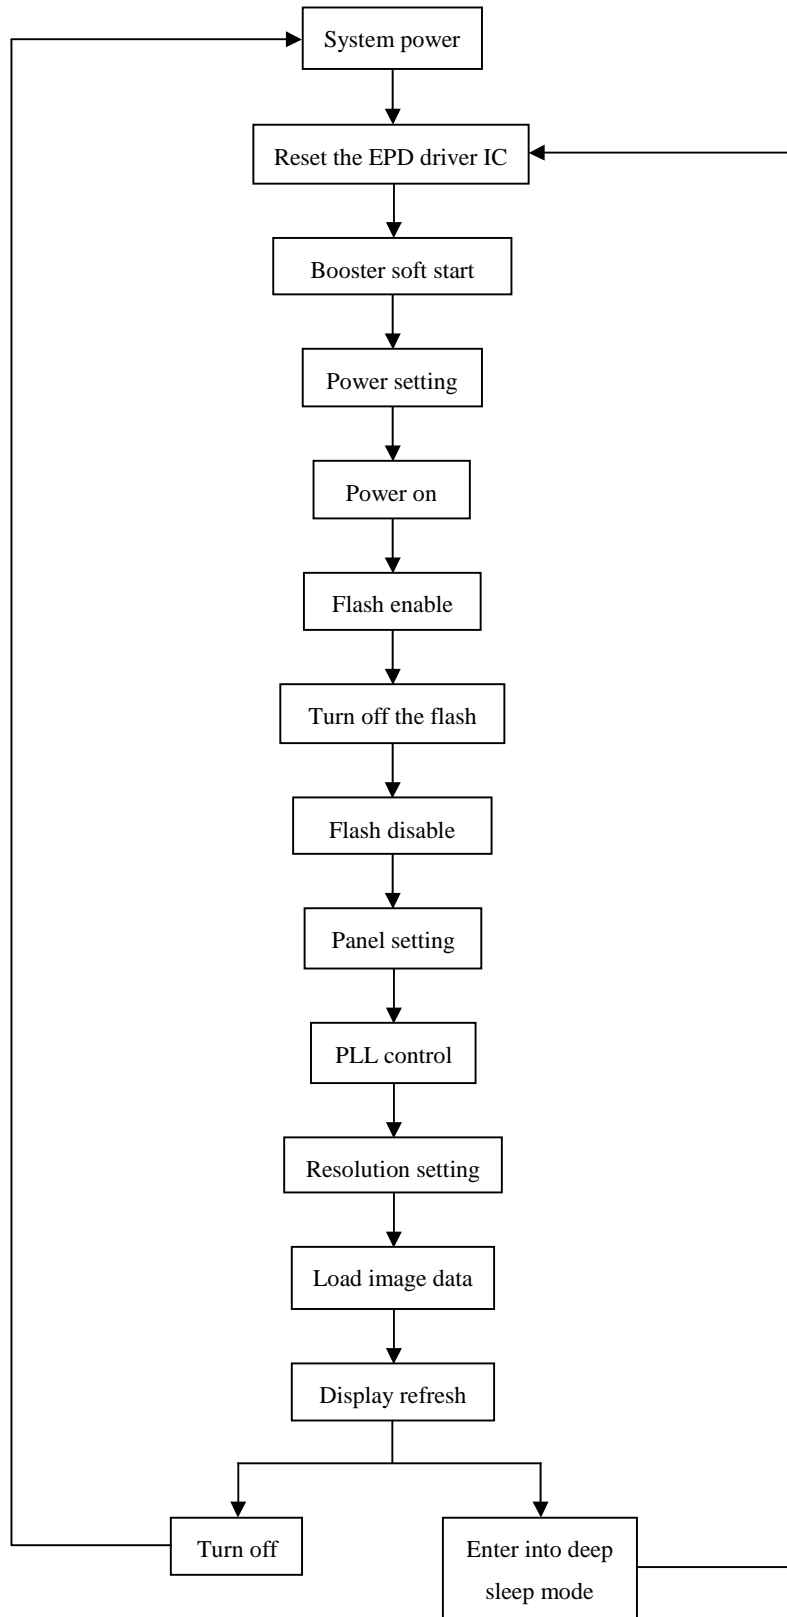 System power
Reset the EPD driver IC
Booster soft start
Power setting
Power on
Flash enable
Turn off the flash
Flash disable
Panel setting
PLL control
Resolution setting
Load image data
Display refresh
Turn off
Enter into deep
sleep mode